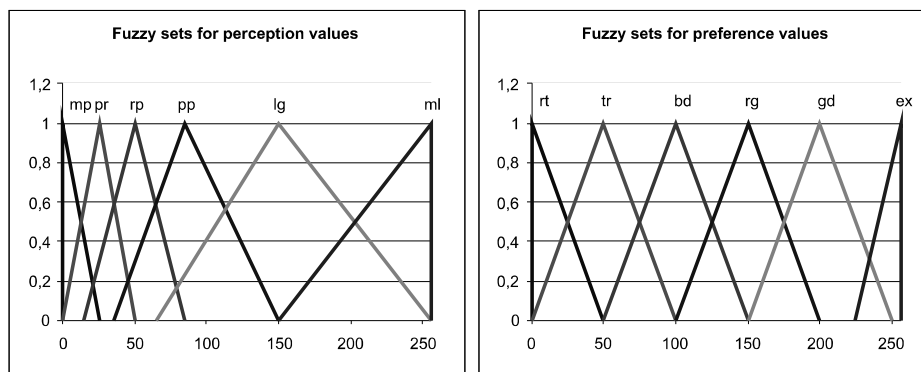 Fuzzy sets for perception values
1,2
mp pr rp pp lg ml
1
0,8
0,6
0,4
0,2
0
0 50 100 150 200 250
Fuzzy sets for preference values
1,2
rt tr bd rg gd ex
1
0,8
0,6
0,4
0,2
0
0 50 100 150 200 250